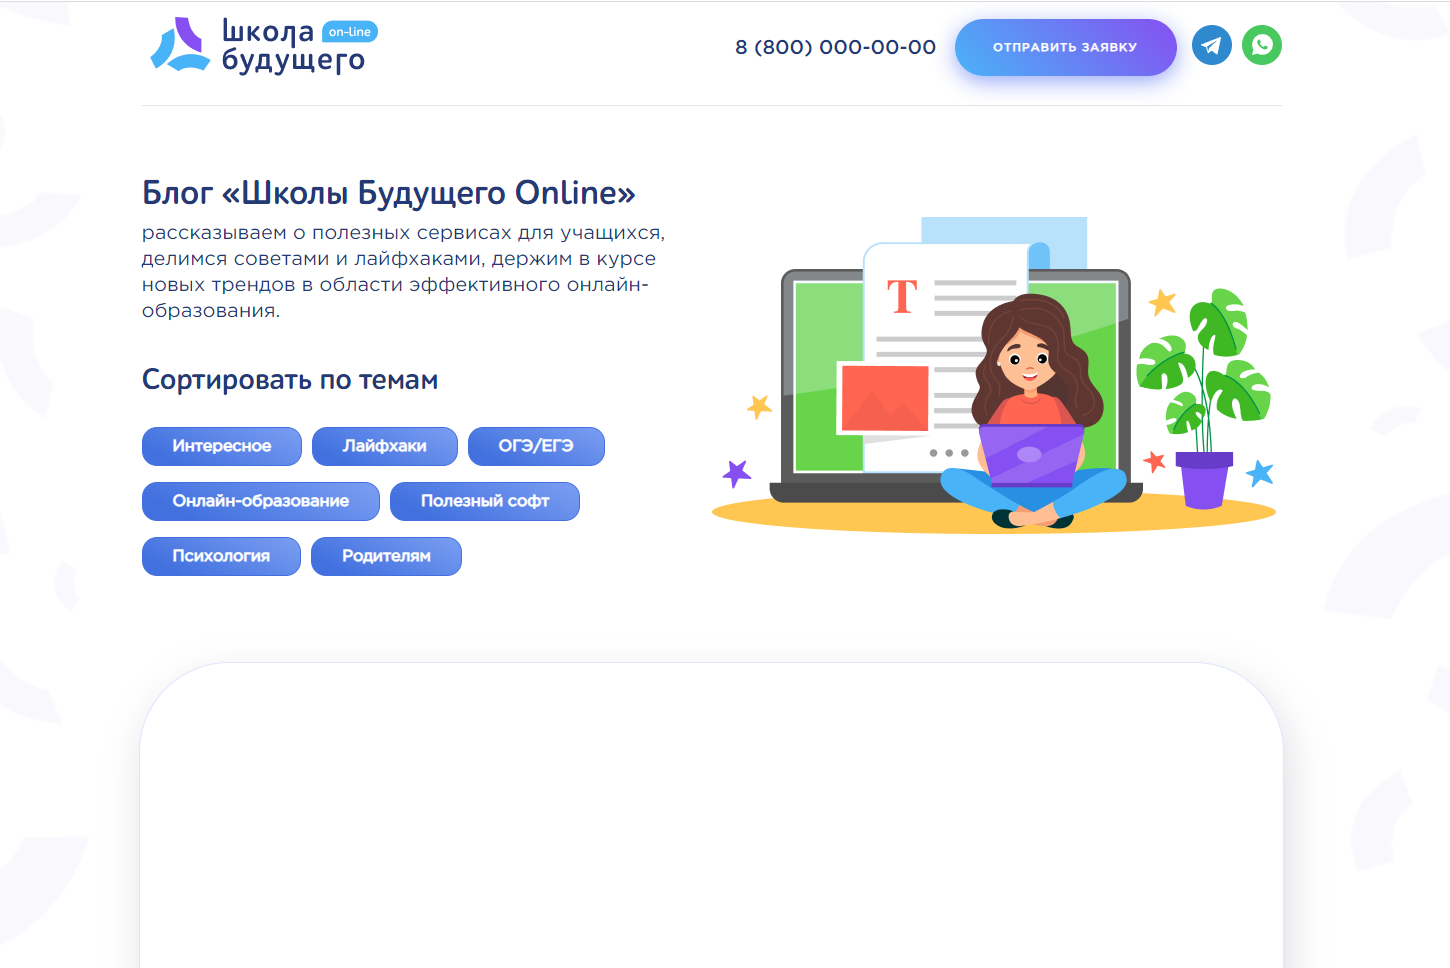 школа on-line
будущего
8 (800) 000-00-00
ОТПРАВИТЬ ЗАЯВКУ
Блог «Школы Будущего Online»
рассказываем о полезных сервисах для учащихся,
делимся советами и лайфхаками, держим в курсе
новых трендов в области эффективного онлайн-
образования.
Сортировать по темам
Интересное
Лайфхаки
ОГЭ/ЕГЭ
Онлайн-образование
Полезный софт
Психология
Родителям
T